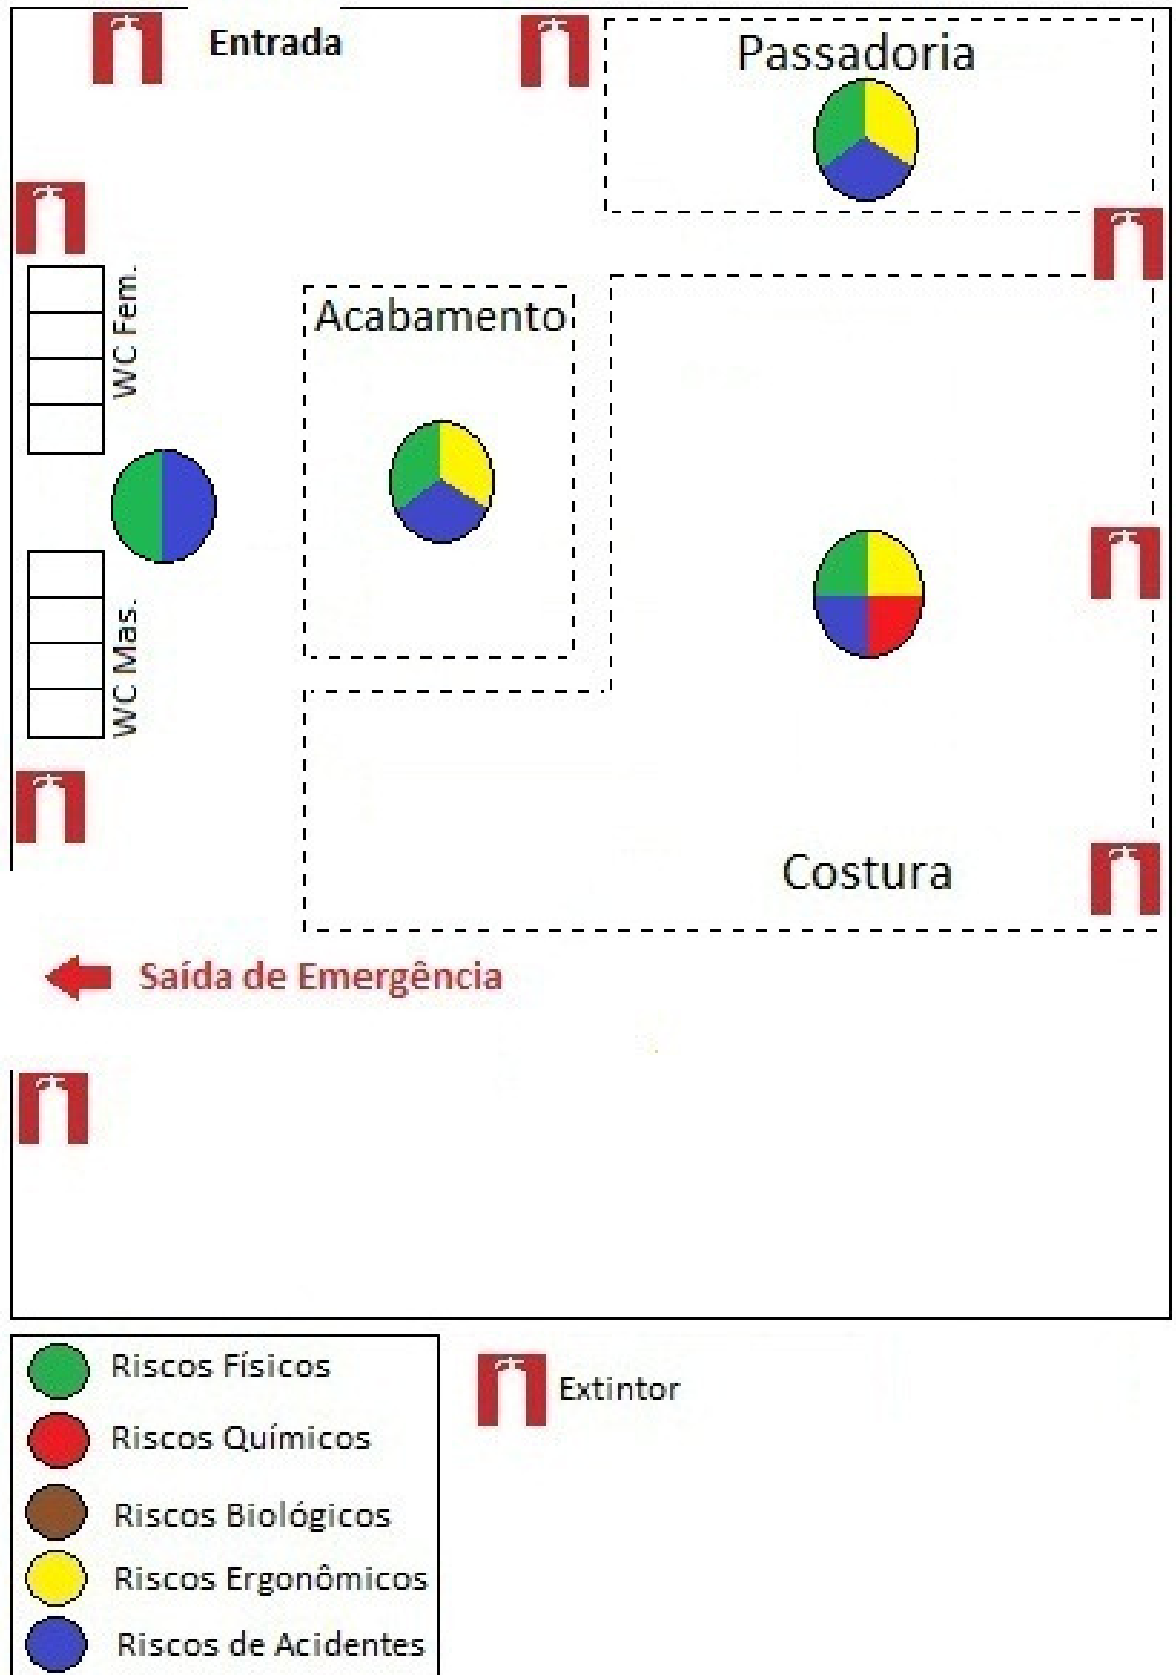 Entrada
Passadoria
WC Fem.
Acabamento
WC Mas.
Costura
Saída de Emergência
Riscos Físicos
Extintor
Riscos Químicos
Riscos Biológicos
Riscos Ergonômicos
Riscos de Acidentes